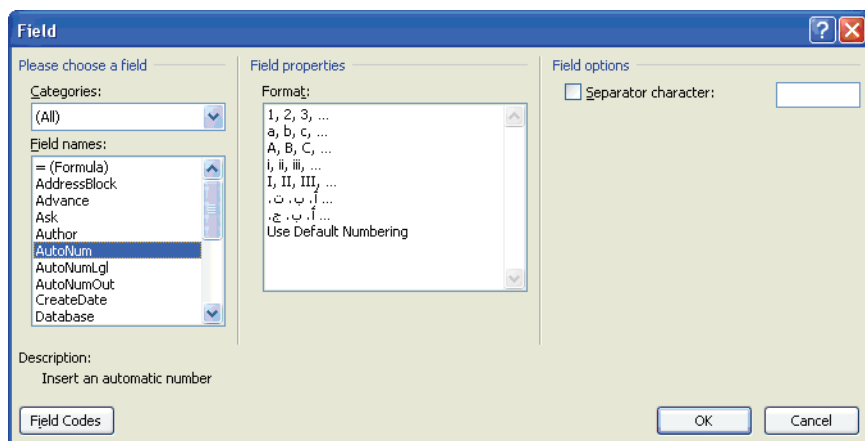 Field
Please choose a field
Categories:
(All)
Field names:
= (Formula)
AddressBlock
Advance
Ask
Author
AutoNum
AutoNumLgl
AutoNumOut
CreateDate
Database
Description:
Insert an automatic number
Field Codes
Field properties
Format:
1, 2, 3, ...
a, b, c, ...
A, B, C, ...
i, ii, iii, ...
I, II, III, ...
أ، ب، ت، ...
أ، ب، ج، ...
Use Default Numbering
Field options
Separator character:
OK
Cancel